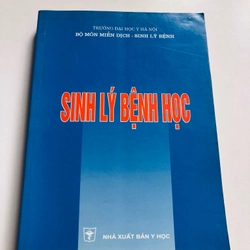 TRƯỜNG ĐẠI HỌC Y HÀ NỘI
BỘ MÔN MIỄN DỊCH - SINH LÝ BỆNH
SINH LÝ BỆNH HỌC
NHÀ XUẤT BẢN Y HỌC